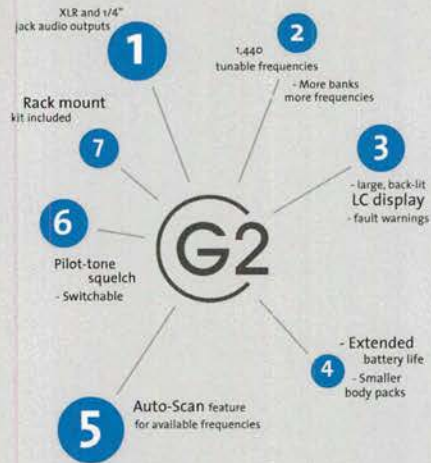 XLR and 1/4"
jack audio outputs
1
2
1,440
tunable frequencies
- More banks
more frequencies
3
- large, back-lit
LC display
- fault warnings
- Extended
4
battery life
- Smaller
body packs
5
Auto-Scan feature
for available frequencies
6
Pilot-tone
squelch
- Switchable
Rack mount
kit included
7
G2